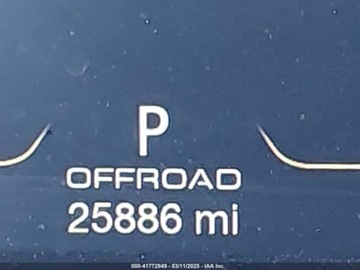 P
OFFROAD
25886 mi
000-41772849 - 03/11/2025 - IAA Inc.